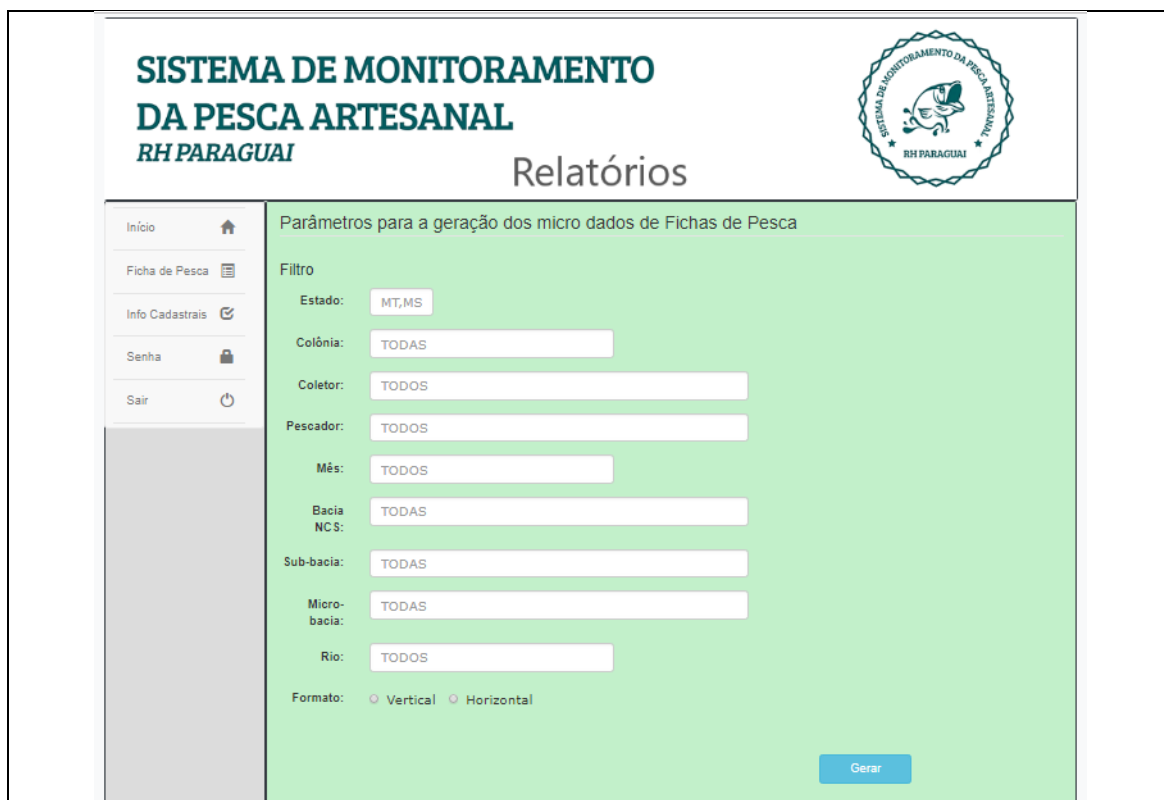 SISTEMA DE MONITORAMENTO
DA PESCA ARTESANAL
RH PARAGUAI
Relatórios
SISTEMA DE MONITORAMENTO DA PESCA ARTESANAL
RH PARAGUAI
Início
Ficha de Pesca
Info Cadastrais
Senha
Sair
Parâmetros para a geração dos micro dados de Fichas de Pesca
Filtro
Estado: MT,MS
Colônia: TODAS
Coletor: TODOS
Pescador: TODOS
Mês: TODOS
Bacia TODAS
NCS:
Sub-bacia: TODAS
Micro- TODAS
bacia:
Rio: TODOS
Formato: Vertical Horizontal
Gerar